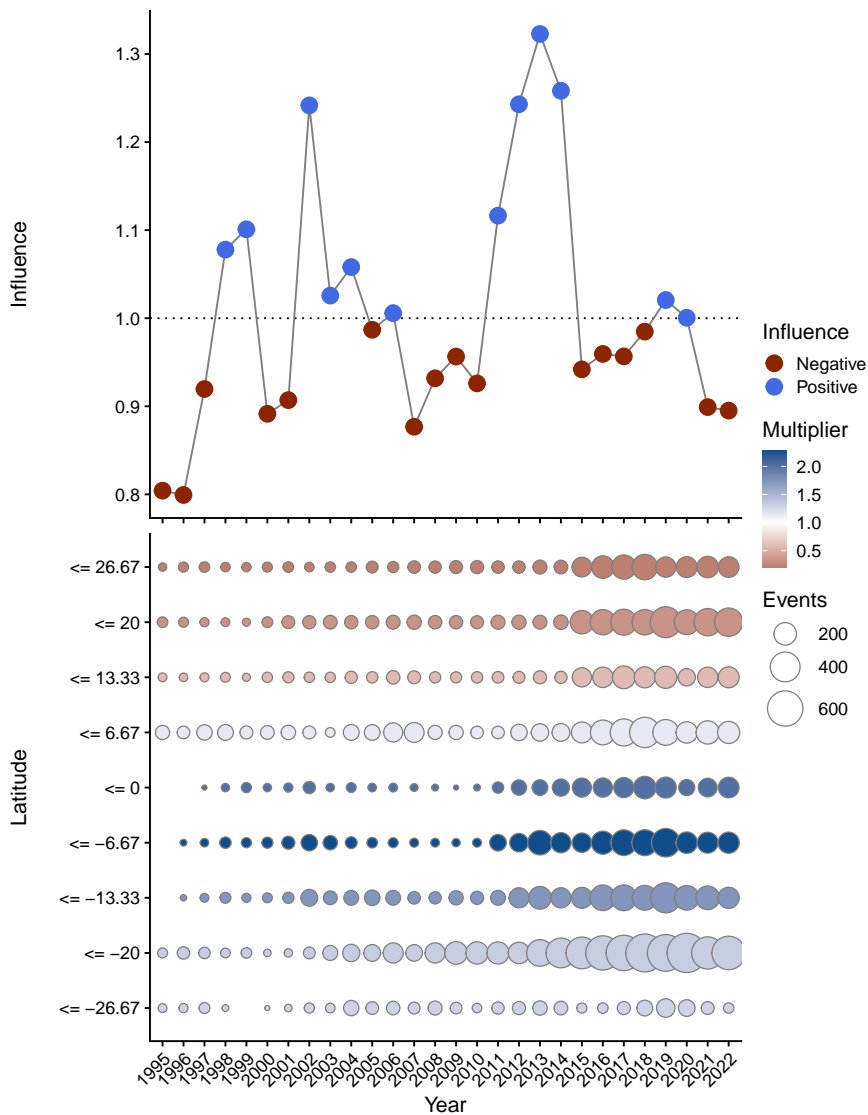 1.3
1.2
1.1
1.0
0.9
0.8
Influence
Influence
Negative
Positive
Multiplier
2.0
1.5
1.0
0.5
Events
200
400
600
<= 26.67
<= 20
<= 13.33
<= 6.67
<= 0
<= −6.67
<= −13.33
<= −20
<= −26.67
Latitude
1995 1996 1997 1998 1999 2000 2001 2002 2003 2004 2005 2006 2007 2008 2009 2010 2011 2012 2013 2014 2015 2016 2017 2018 2019 2020 2021 2022
Year